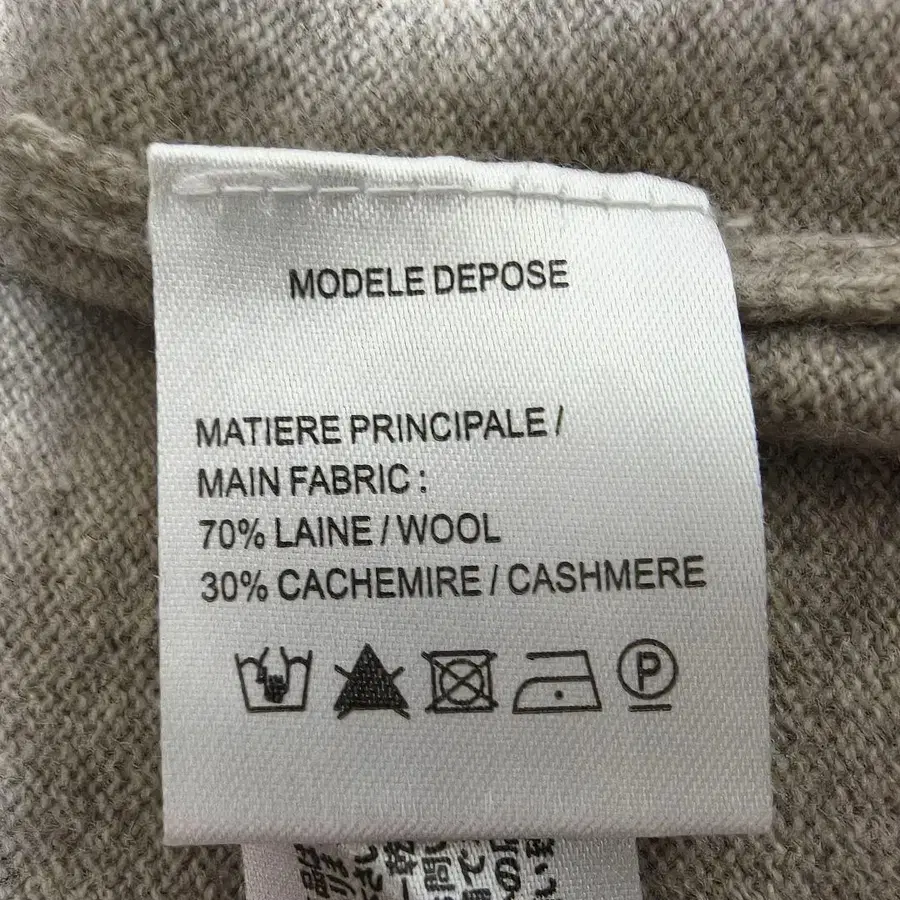 MODELE DEPOSE
MATIERE PRINCIPALE /
MAIN FABRIC :
70% LAINE / WOOL
30% CACHEMIRE / CASHMERE
P